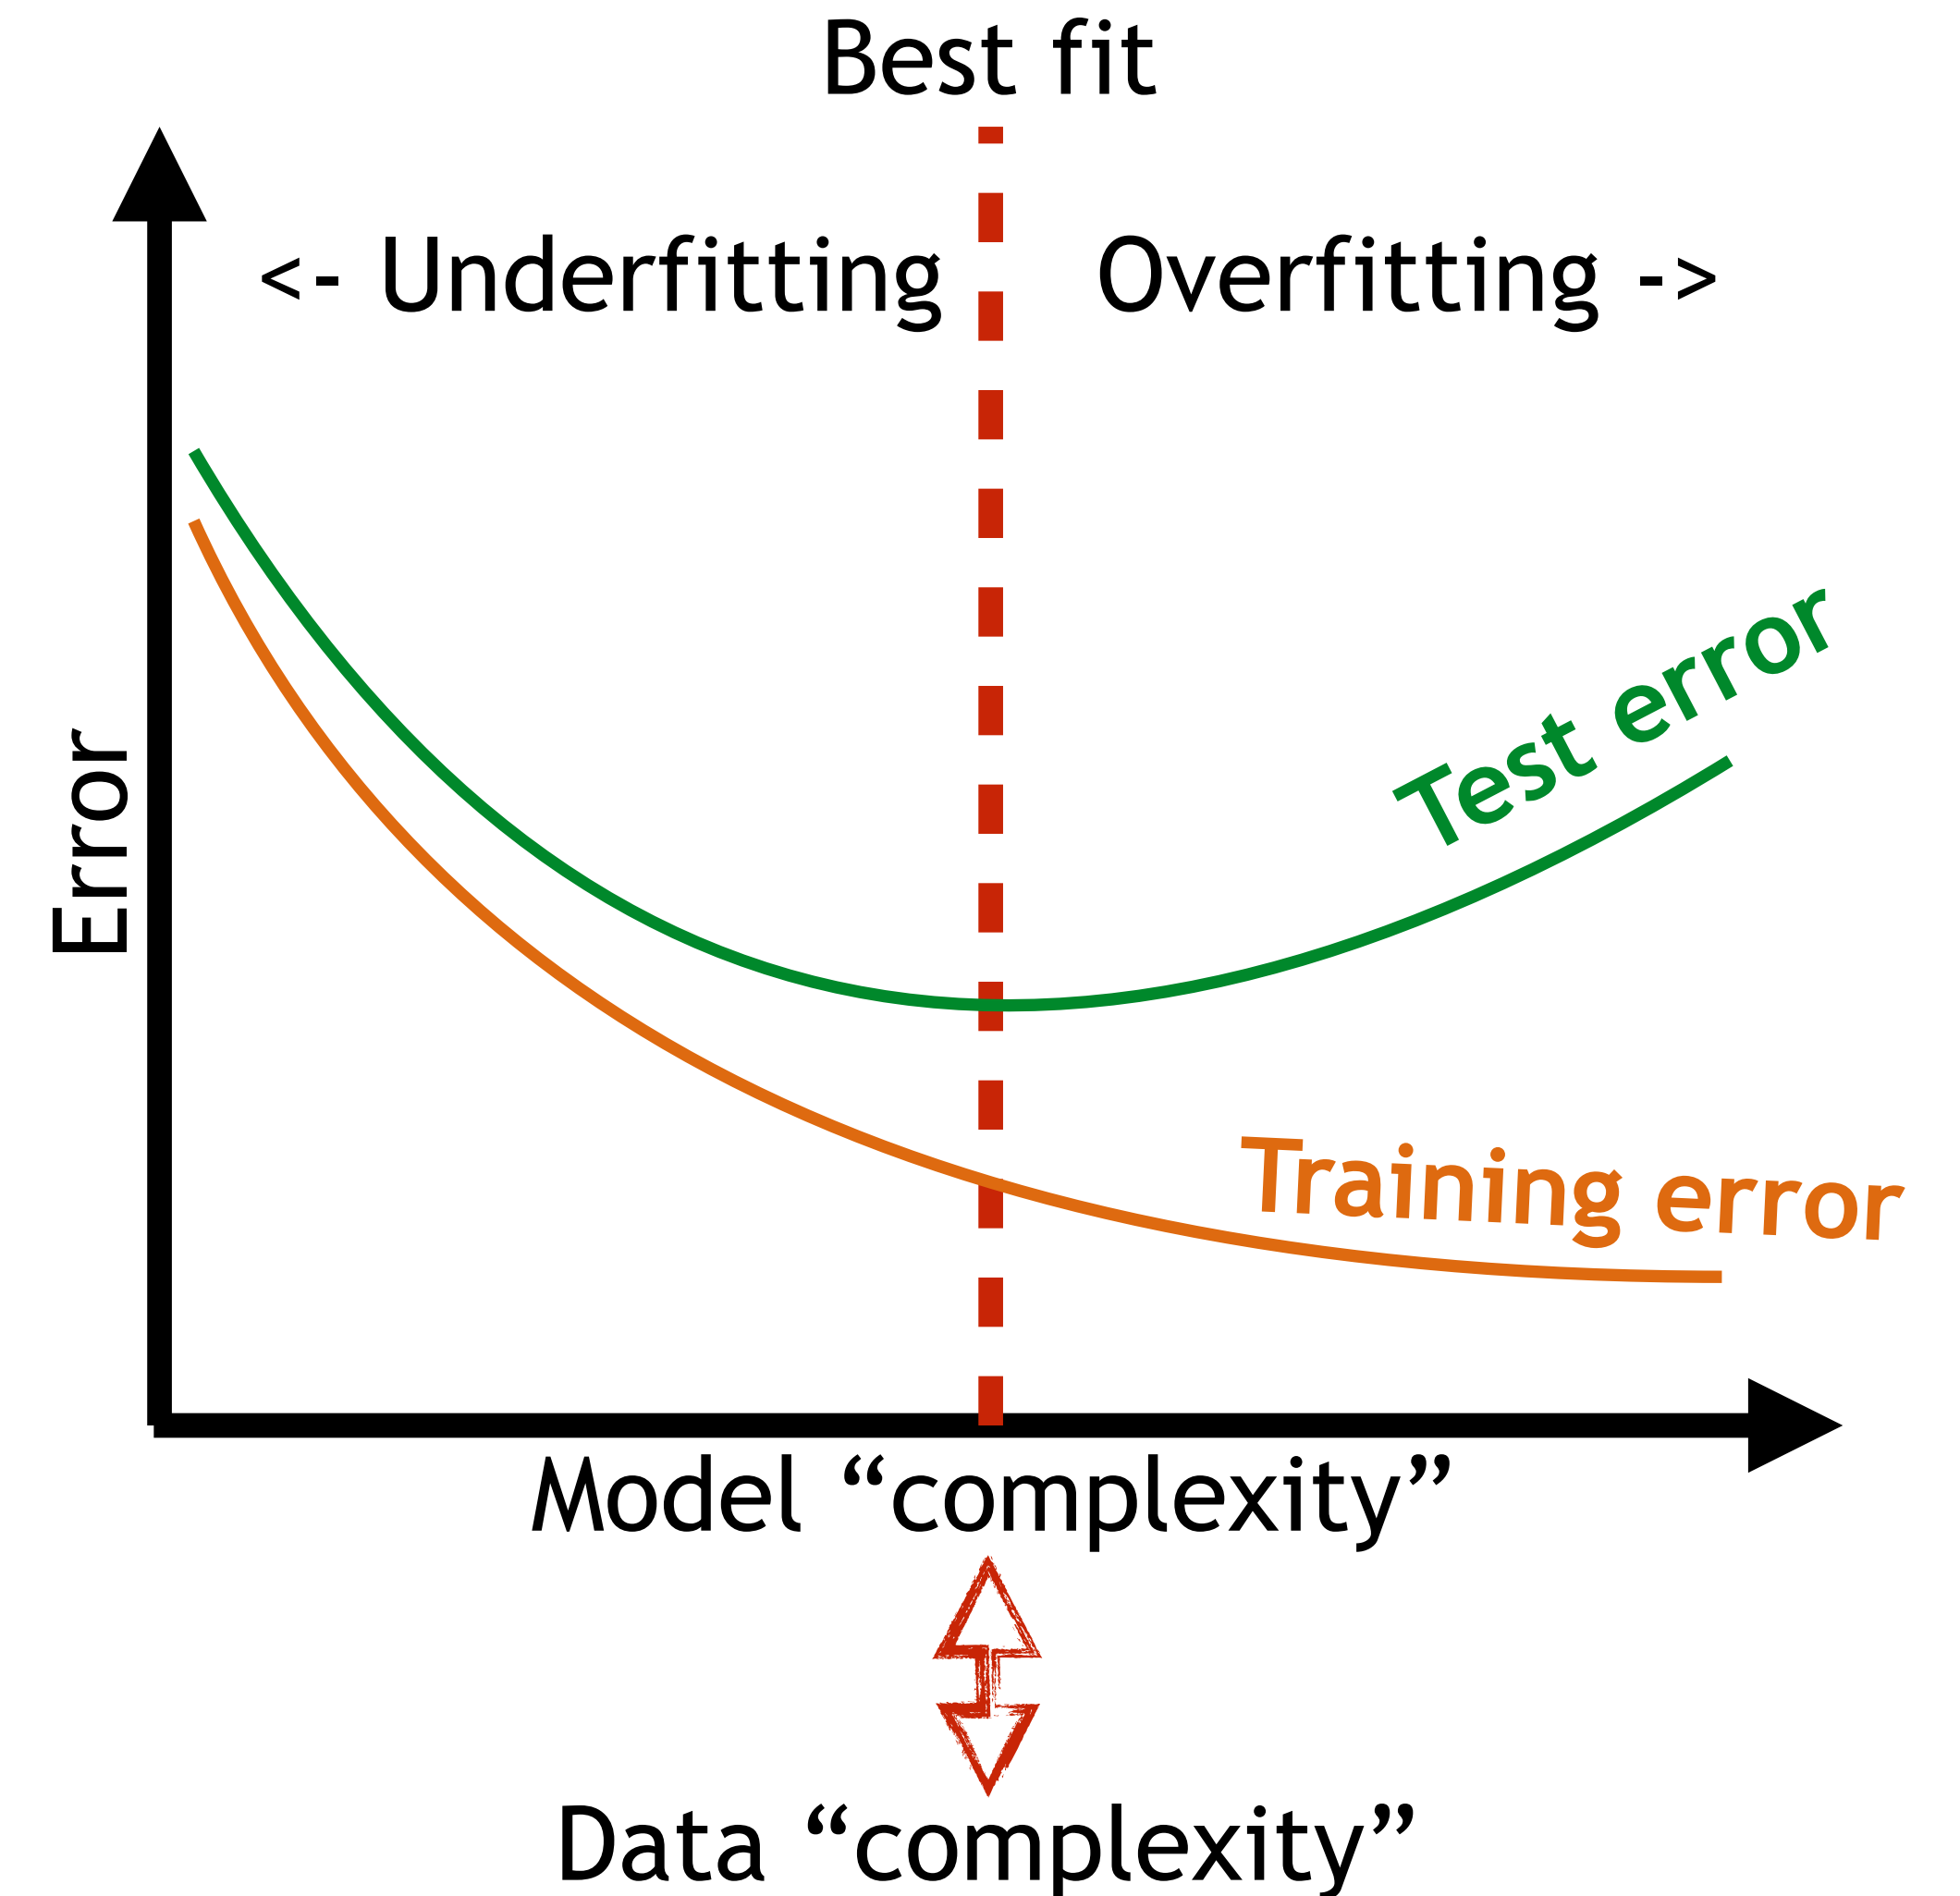 Best fit
<- Underfitting
Overfitting ->
Error
Test error
Training error
Model “complexity”
Data “complexity”